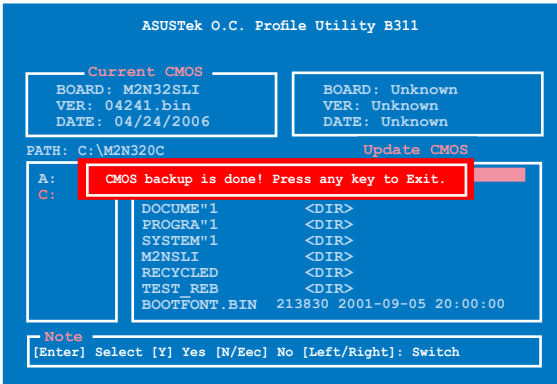 ASUSTek O.C. Profile Utility B311
Current CMOS
BOARD: M2N32SLI
VER: 04241.bin
DATE: 04/24/2006
BOARD: Unknown
VER: Unknown
DATE: Unknown
PATH: C:\M2N320C
Update CMOS
A:
C:
CMOS backup is done! Press any key to Exit.
DOCUME"1 <DIR>
PROGRA"1 <DIR>
SYSTEM"1 <DIR>
M2NSLI <DIR>
RECYCLED <DIR>
TEST_REB <DIR>
BOOTFONT.BIN 213830 2001-09-05 20:00:00
Note
[Enter] Select [Y] Yes [N/Eec] No [Left/Right]: Switch